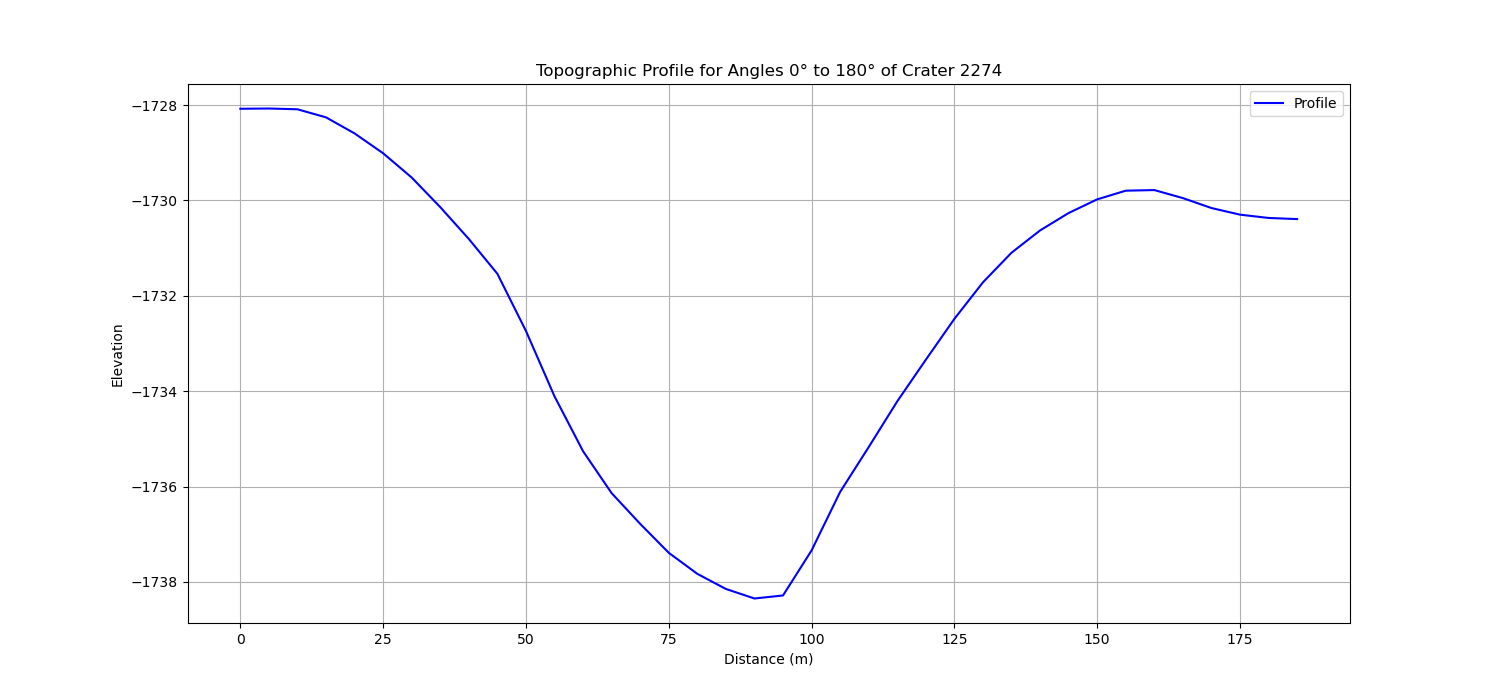 Topographic Profile for Angles 0° to 180° of Crater 2274
Profile
−1728
−1730
−1732
−1734
−1736
−1738
Elevation
0 25 50 75 100 125 150 175
Distance (m)